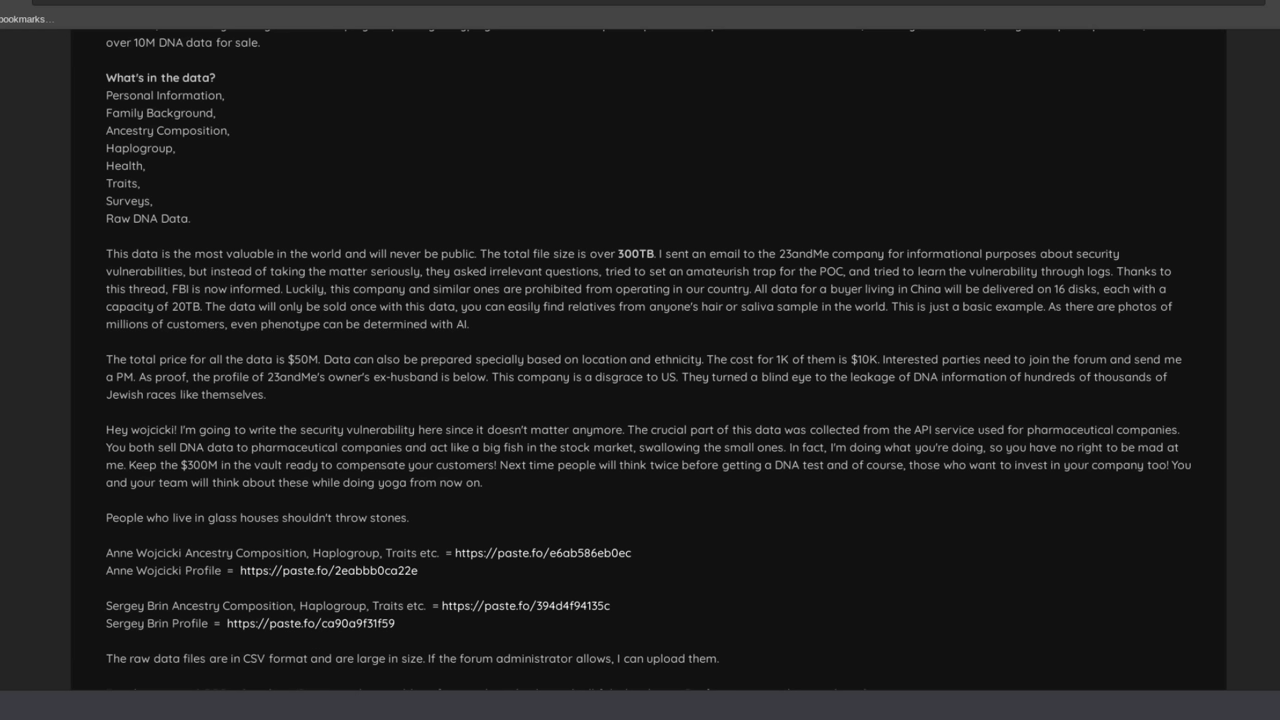 bookmarks...
over 10M DNA data for sale.
What's in the data?
Personal Information,
Family Background,
Ancestry Composition,
Haplogroup,
Health,
Traits,
Surveys,
Raw DNA Data.
This data is the most valuable in the world and will never be public. The total file size is over 300TB. I sent an email to the 23andMe company for informational purposes about security
vulnerabilities, but instead of taking the matter seriously, they asked irrelevant questions, tried to set an amateurish trap for the POC, and tried to learn the vulnerability through logs. Thanks to
this thread, FBI is now informed. Luckily, this company and similar ones are prohibited from operating in our country. All data for a buyer living in China will be delivered on 16 disks, each with a
capacity of 20TB. The data will only be sold once with this data, you can easily find relatives from anyone's hair or saliva sample in the world. This is just a basic example. As there are photos of
millions of customers, even phenotype can be determined with AI.
The total price for all the data is $50M. Data can also be prepared specially based on location and ethnicity. The cost for 1K of them is $10K. Interested parties need to join the forum and send me
a PM. As proof, the profile of 23andMe's owner's ex-husband is below. This company is a disgrace to US. They turned a blind eye to the leakage of DNA information of hundreds of thousands of
Jewish races like themselves.
Hey wojcicki! I'm going to write the security vulnerability here since it doesn't matter anymore. The crucial part of this data was collected from the API service used for pharmaceutical companies.
You both sell DNA data to pharmaceutical companies and act like a big fish in the stock market, swallowing the small ones. In fact, I'm doing what you're doing, so you have no right to be mad at
me. Keep the $300M in the vault ready to compensate your customers! Next time people will think twice before getting a DNA test and of course, those who want to invest in your company too! You
and your team will think about these while doing yoga from now on.
People who live in glass houses shouldn't throw stones.
Anne Wojcicki Ancestry Composition, Haplogroup, Traits etc. = https://paste.fo/e6ab586eb0ec
Anne Wojcicki Profile = https://paste.fo/2eabbb0ca22e
Sergey Brin Ancestry Composition, Haplogroup, Traits etc. = https://paste.fo/394d4f94135c
Sergey Brin Profile = https://paste.fo/ca90a9f31f59
The raw data files are in CSV format and are large in size. If the forum administrator allows, I can upload them.